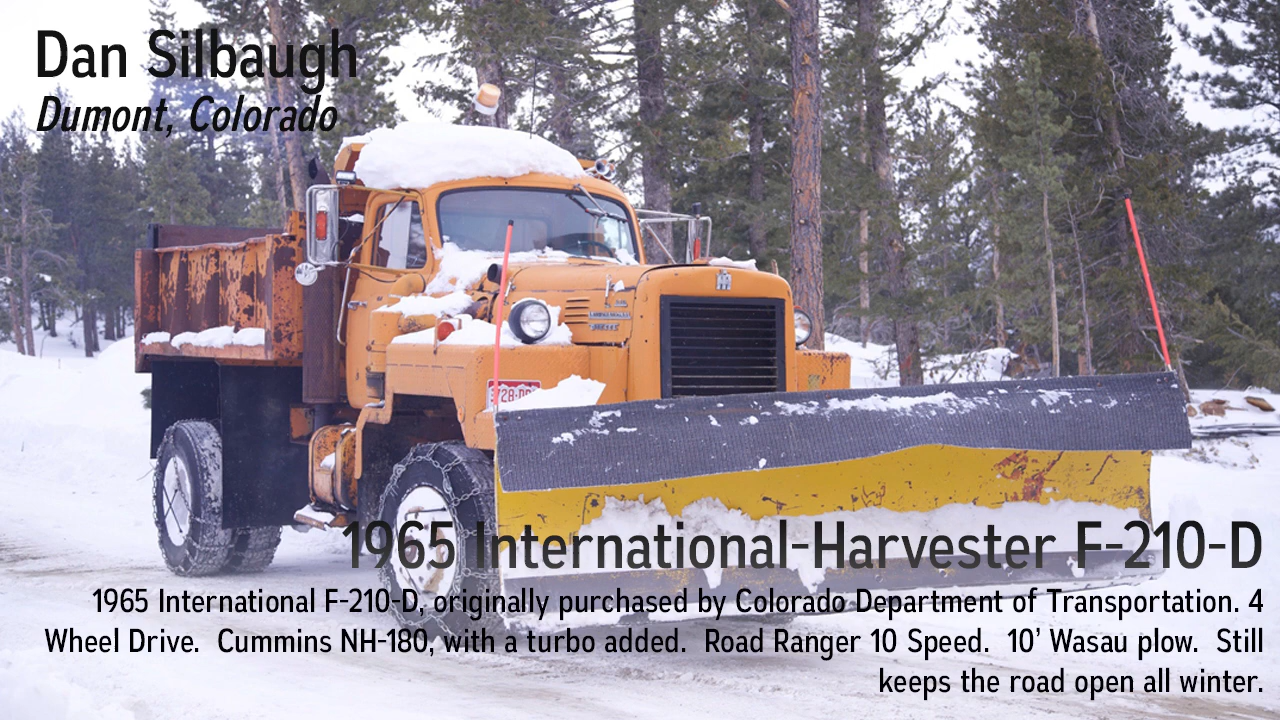 Dan Silbaugh
Dumont, Colorado
1965 International-Harvester F-210-D
1965 International F-210-D, originally purchased by Colorado Department of Transportation. 4
Wheel Drive.  Cummins NH-180, with a turbo added.  Road Ranger 10 Speed.  10’ Wasau plow.  Still
keeps the road open all winter.